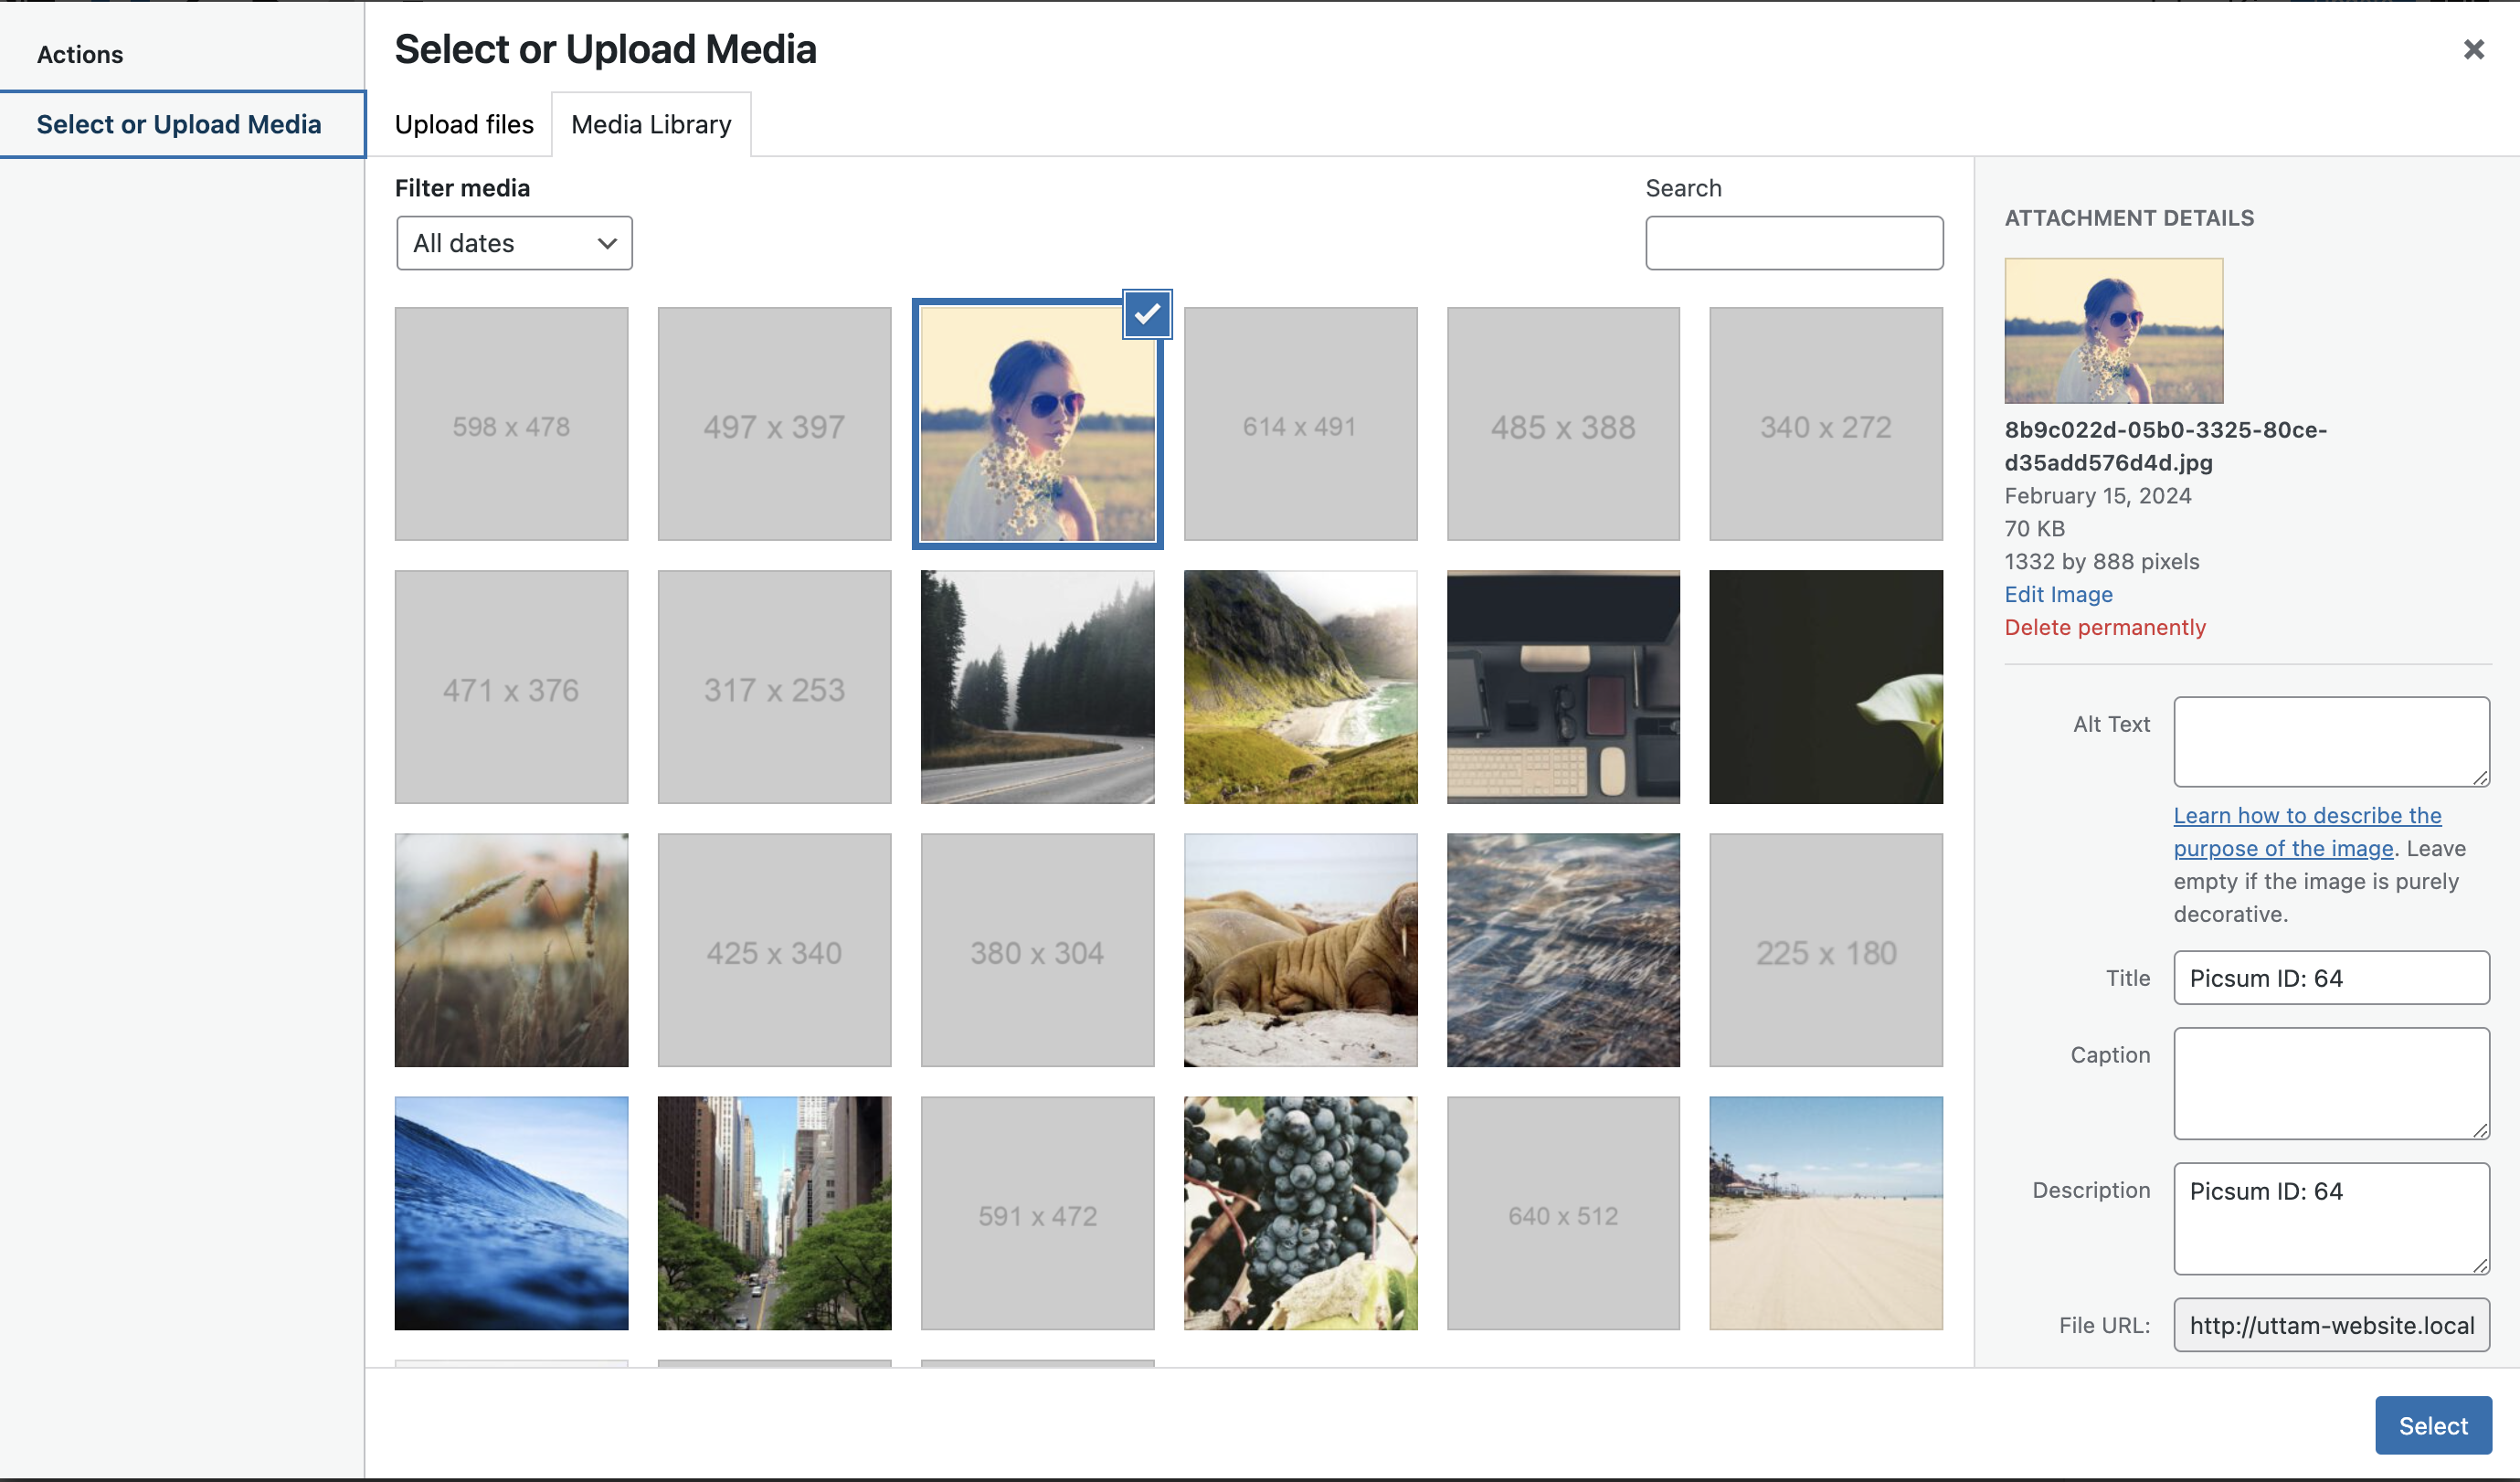 Actions
Select or Upload Media
Select or Upload Media
Upload files
Media Library
Filter media
All dates
Search
598 x 478
497 x 397
614 x 491
485 x 388
340 x 272
471 x 376
317 x 253
425 x 340
380 x 304
225 x 180
591 x 472
640 x 512
ATTACHMENT DETAILS
8b9c022d-05b0-3325-80ce-
d35add576d4d.jpg
February 15, 2024
70 KB
1332 by 888 pixels
Edit Image
Delete permanently
Alt Text
Learn how to describe the
purpose of the image. Leave
empty if the image is purely
decorative.
Title
Picsum ID: 64
Caption
Description
Picsum ID: 64
File URL:
http://uttam-website.local
Select